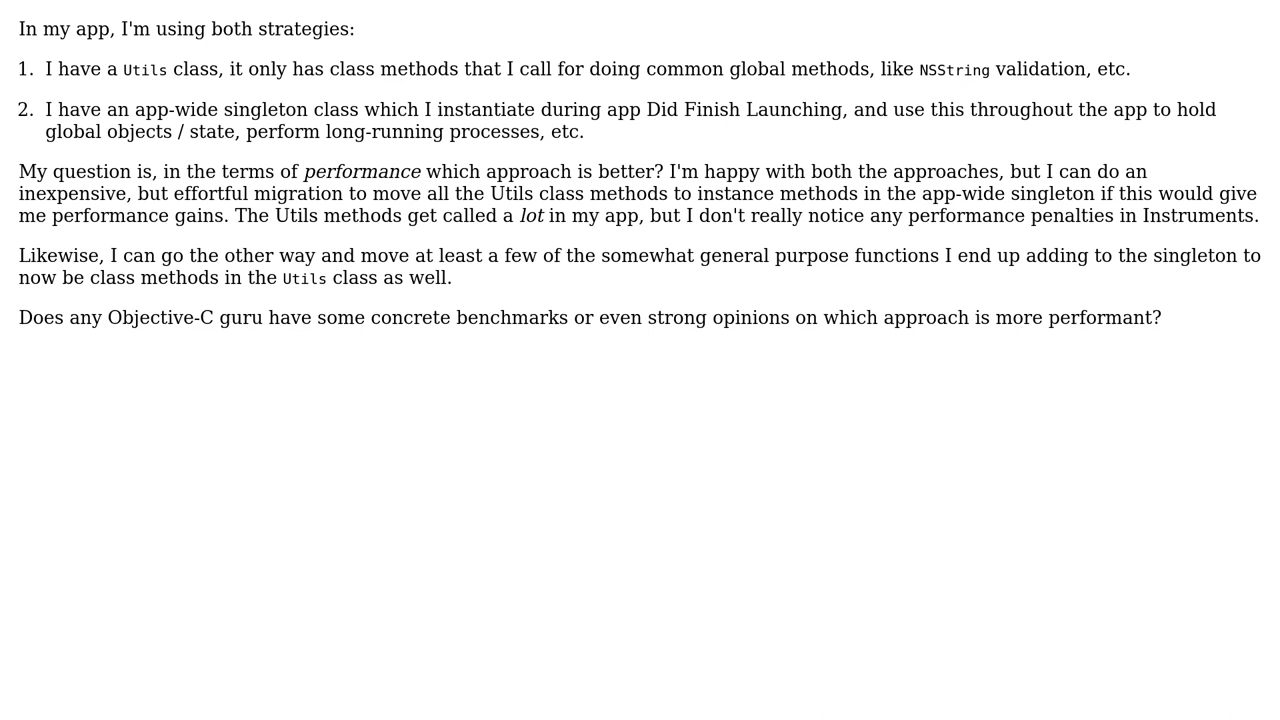 In my app, I'm using both strategies:
1. I have a Utils class, it only has class methods that I call for doing common global methods, like NSString validation, etc.
2. I have an app-wide singleton class which I instantiate during app Did Finish Launching, and use this throughout the app to hold
global objects / state, perform long-running processes, etc.
My question is, in the terms of performance which approach is better? I'm happy with both the approaches, but I can do an
inexpensive, but effortful migration to move all the Utils class methods to instance methods in the app-wide singleton if this would give
me performance gains. The Utils methods get called a lot in my app, but I don't really notice any performance penalties in Instruments.
Likewise, I can go the other way and move at least a few of the somewhat general purpose functions I end up adding to the singleton to
now be class methods in the Utils class as well.
Does any Objective-C guru have some concrete benchmarks or even strong opinions on which approach is more performant?